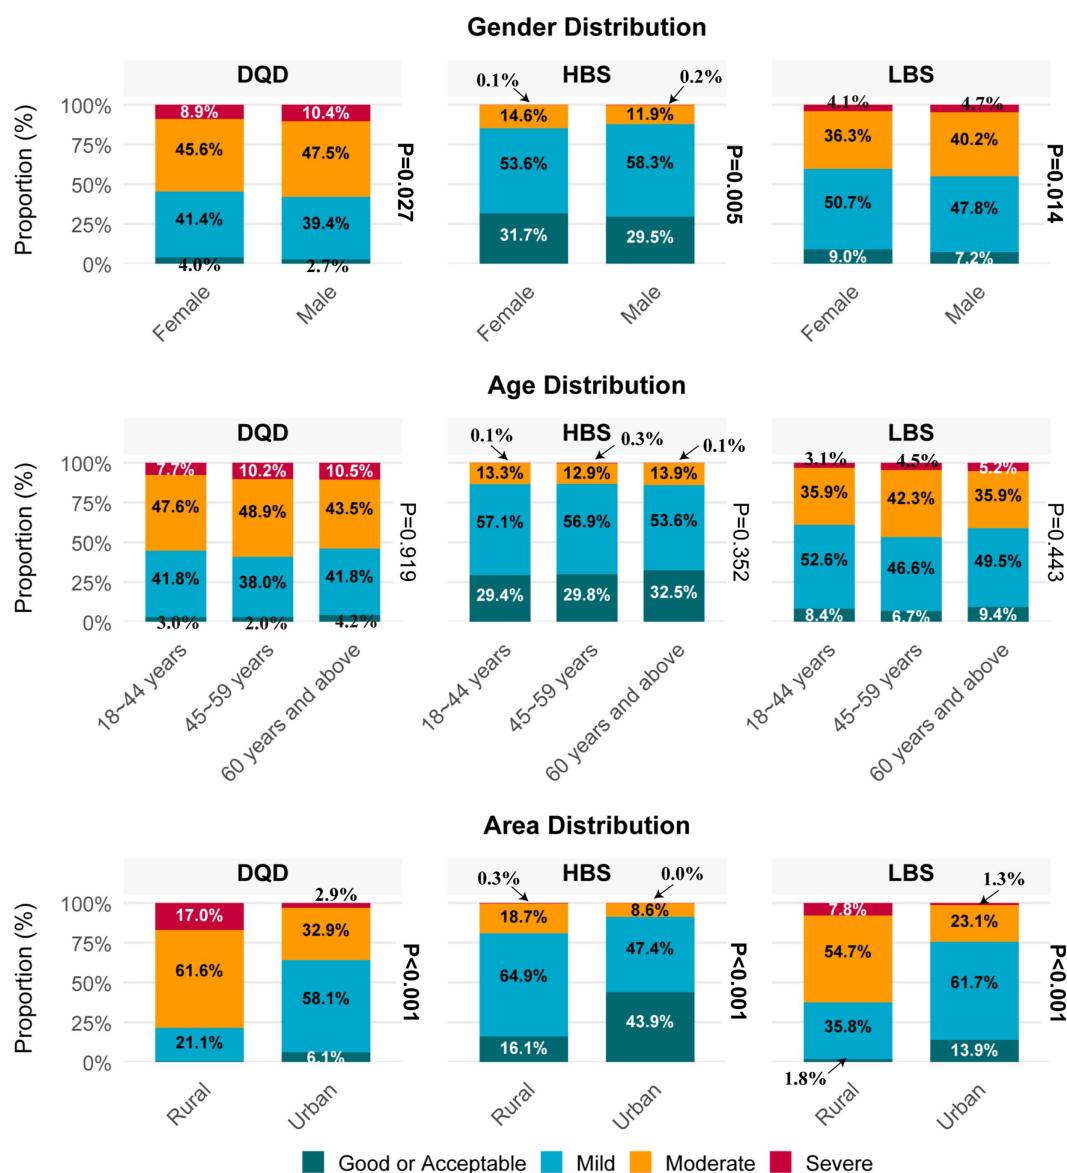 Gender Distribution
DQD HBS LBS
0.1% 0.2%
Proportion (%)
100%
75%
50%
25%
0%
8.9% 10.4%
45.6% 47.5%
41.4% 39.4%
4.0% 2.7%
P=0.027
14.6% 11.9%
53.6% 58.3%
31.7% 29.5%
P=0.005
4.1% 4.7%
36.3% 40.2%
50.7% 47.8%
9.0% 7.2%
P=0.014
Female Male Female Male Female Male
Age Distribution
DQD HBS LBS
0.1% 0.3% 0.1%
Proportion (%)
100%
75%
50%
25%
0%
7.7% 10.2% 10.5%
47.6% 48.9% 43.5%
41.8% 38.0% 41.8%
3.0% 2.0% 4.2%
P=0.919
13.3% 12.9% 13.9%
57.1% 56.9% 53.6%
29.4% 29.8% 32.5%
P=0.352
3.1% 4.5% 5.2%
35.9% 42.3% 35.9%
52.6% 46.6% 49.5%
8.4% 6.7% 9.4%
P=0.443
18~44 years 45~59 years 60 years and above 18~44 years 45~59 years 60 years and above 18~44 years 45~59 years 60 years and above
Area Distribution
DQD HBS LBS
2.9% 0.3% 0.0% 1.3%
Proportion (%)
100%
75%
50%
25%
0%
17.0%
61.6% 32.9%
21.1% 58.1%
6.1%
P<0.001
18.7% 8.6%
64.9% 47.4%
16.1% 43.9%
P<0.001
7.8%
54.7% 23.1%
35.8% 61.7%
1.8% 13.9%
P<0.001
Rural Urban Rural Urban Rural Urban
Good or Acceptable Mild Moderate Severe